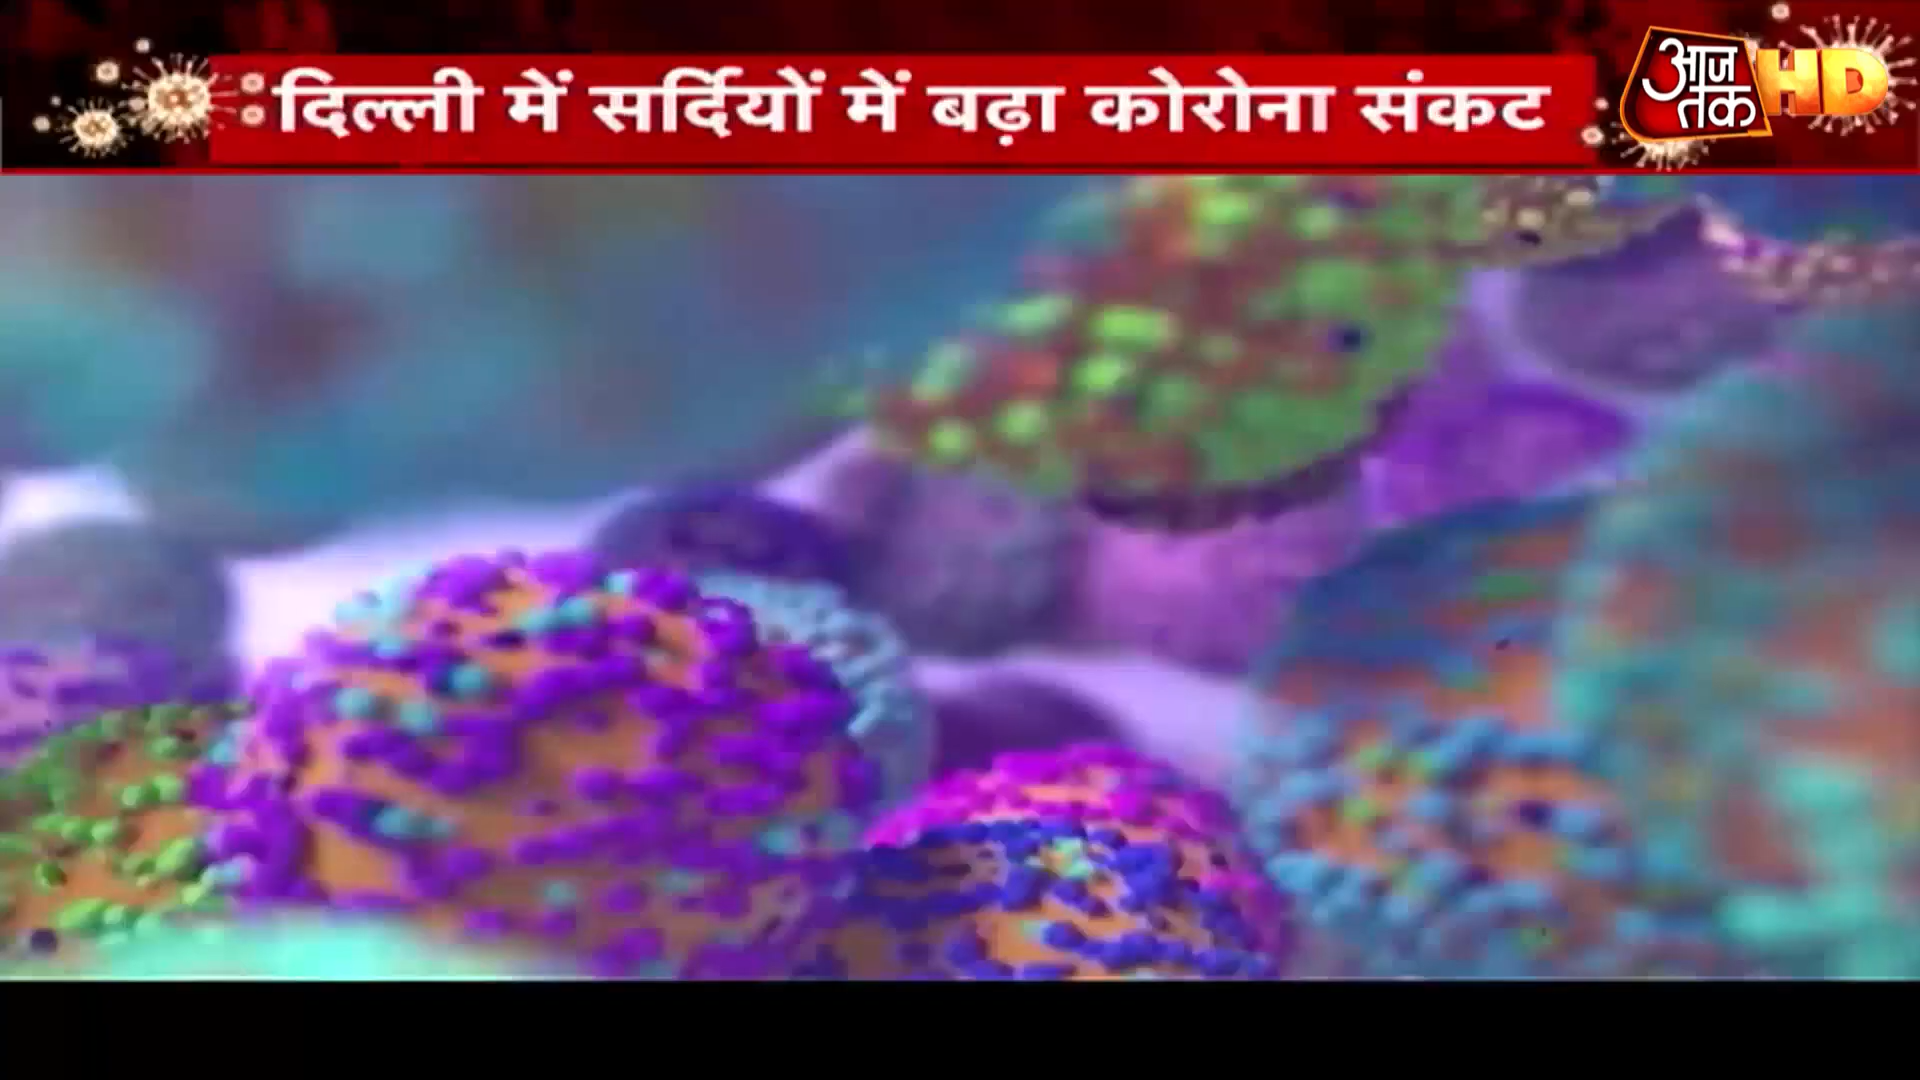 दिल्ली में सर्दियों में बढ़ा कोरोना संकट
आज तक HD